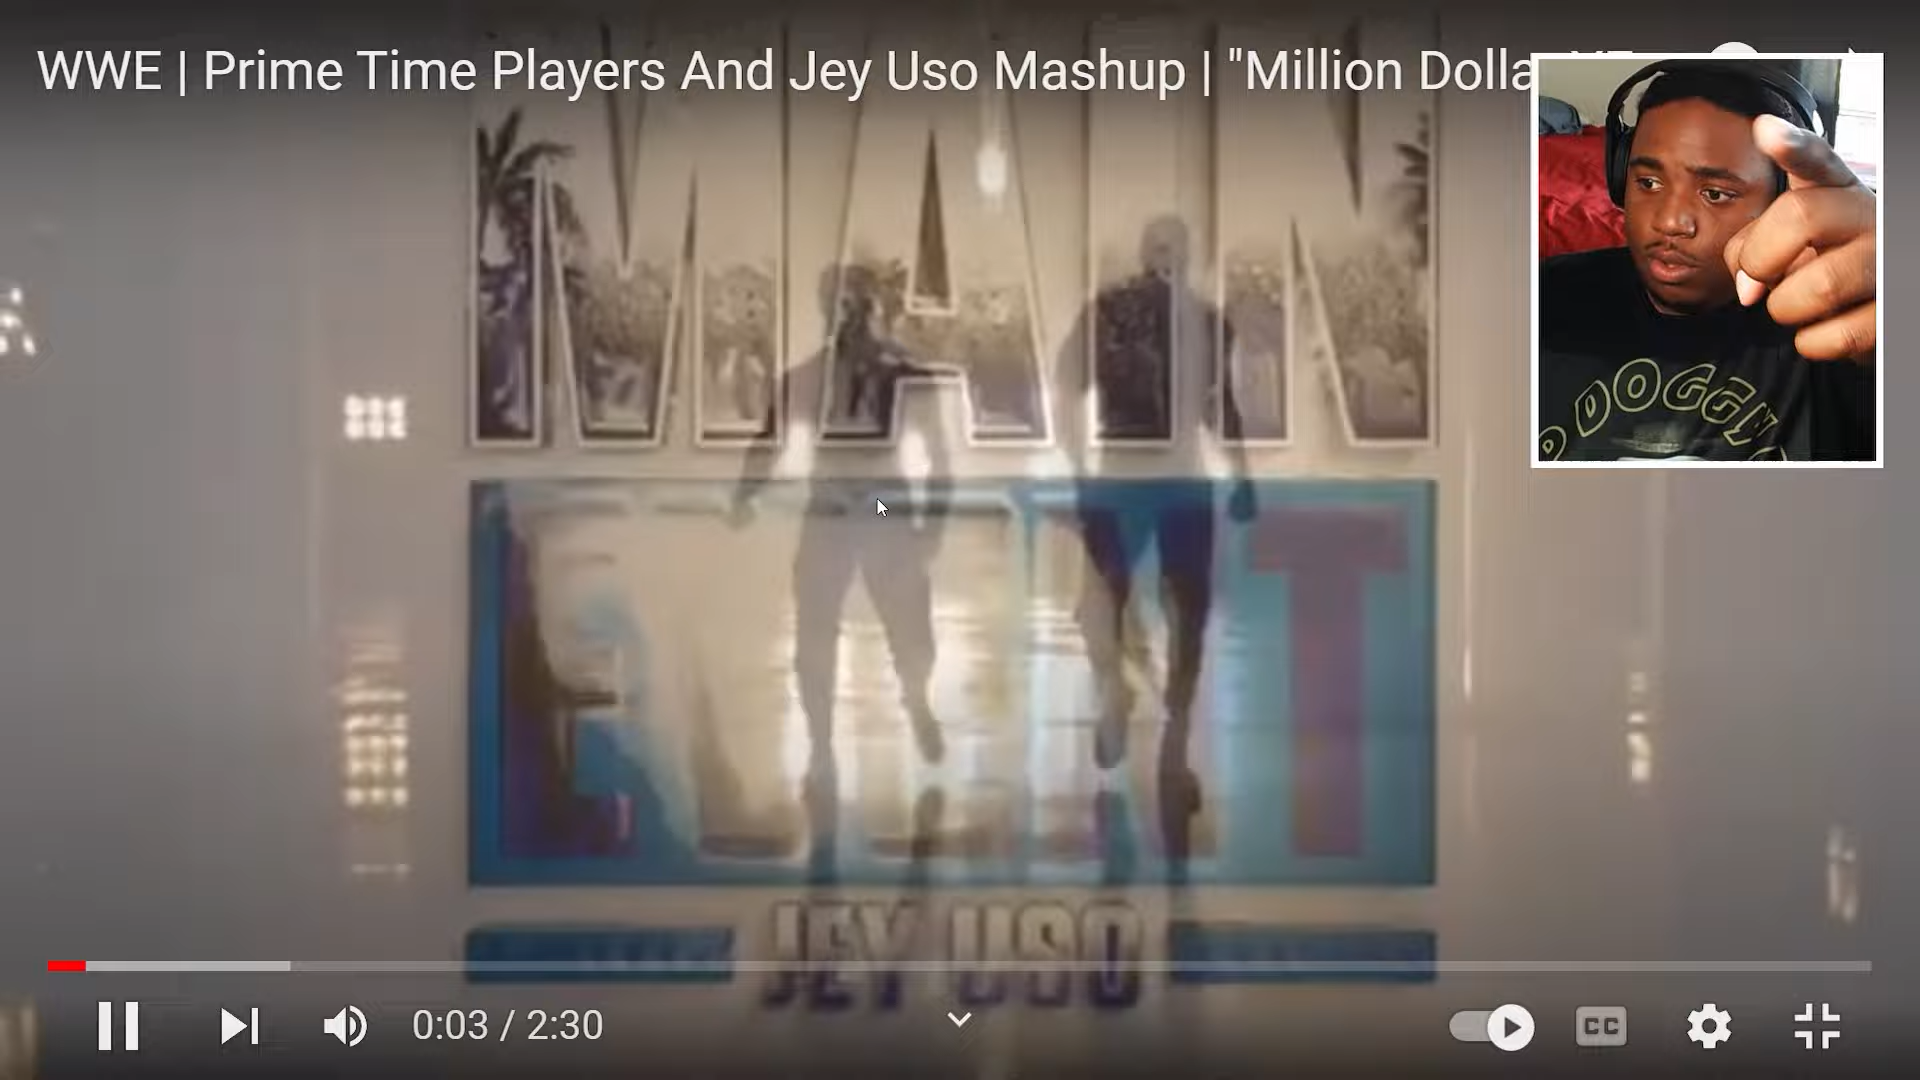 WWE | Prime Time Players And Jey Uso Mashup | "Million Dolla
MAIN
EVENT
JEY USO
DOGGN
0:03 / 2:30
CC